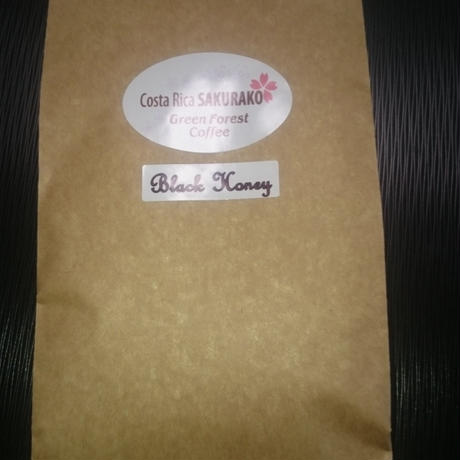 Costa Rica SAKURAKO
Green Forest
Coffee
Black Honey